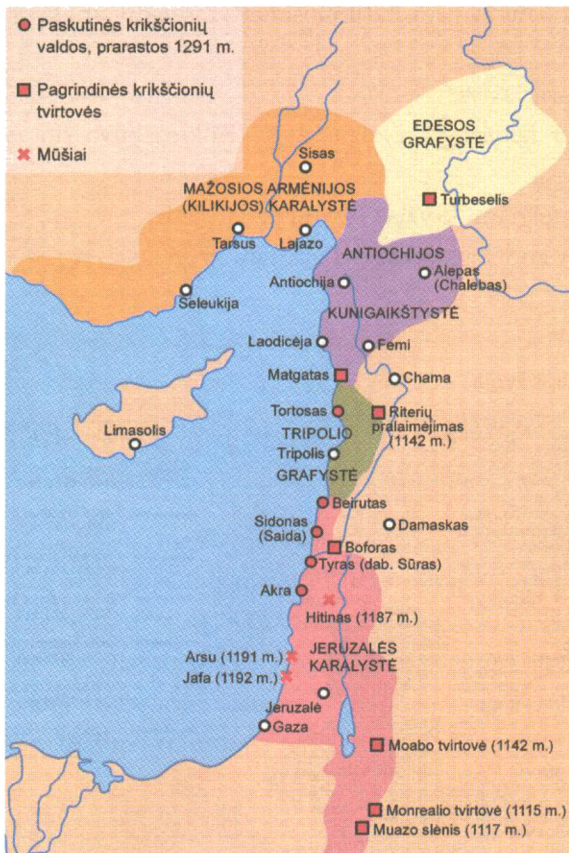 Paskutinės krikščionių
valdos, prarastos 1291 m.
Pagrindinės krikščionių
tvirtovės
Mūšiai
EDESOS
GRAFYSTĖ
Sisas
MAŽOSIOS ARMĖNIJOS
(KILIKIJOS) KARALYSTĖ
Turbeselis
Tarsus
Lajazo
ANTIOCHIJOS
Alepas
(Chalebas)
Antiochija
Seleukija
KUNIGAIKŠTYSTĖ
Laodicėja
Femi
Matgatas
Chama
Tortosas
Riterių
pralaimėjimas
(1142 m.)
Limasolis
TRIPOLIO
Tripolis
GRAFYSTĖ
Beirutas
Sidonas
(Saida)
Damaskas
Boforas
Tyras (dab. Sūras)
Akra
Hitinas (1187 m.)
JERUZALĖS
KARALYSTĖ
Arsu (1191 m.)
Jafa (1192 m.)
Jeruzalė
Gaza
Moabo tvirtovė (1142 m.)
Monrealio tvirtovė (1115 m.)
Muazo slėnis (1117 m.)